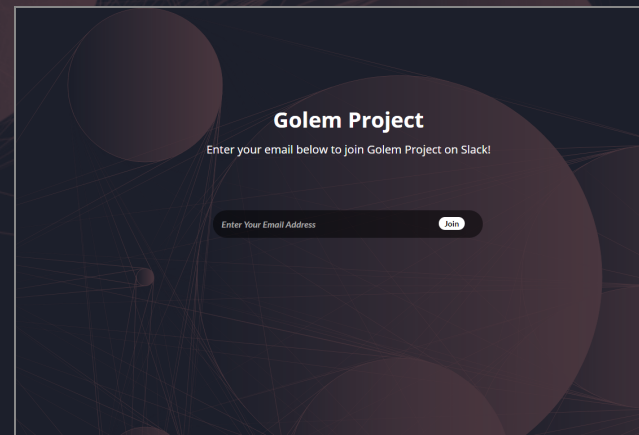 Golem Project
Enter your email below to join Golem Project on Slack!
Enter Your Email Address
Join